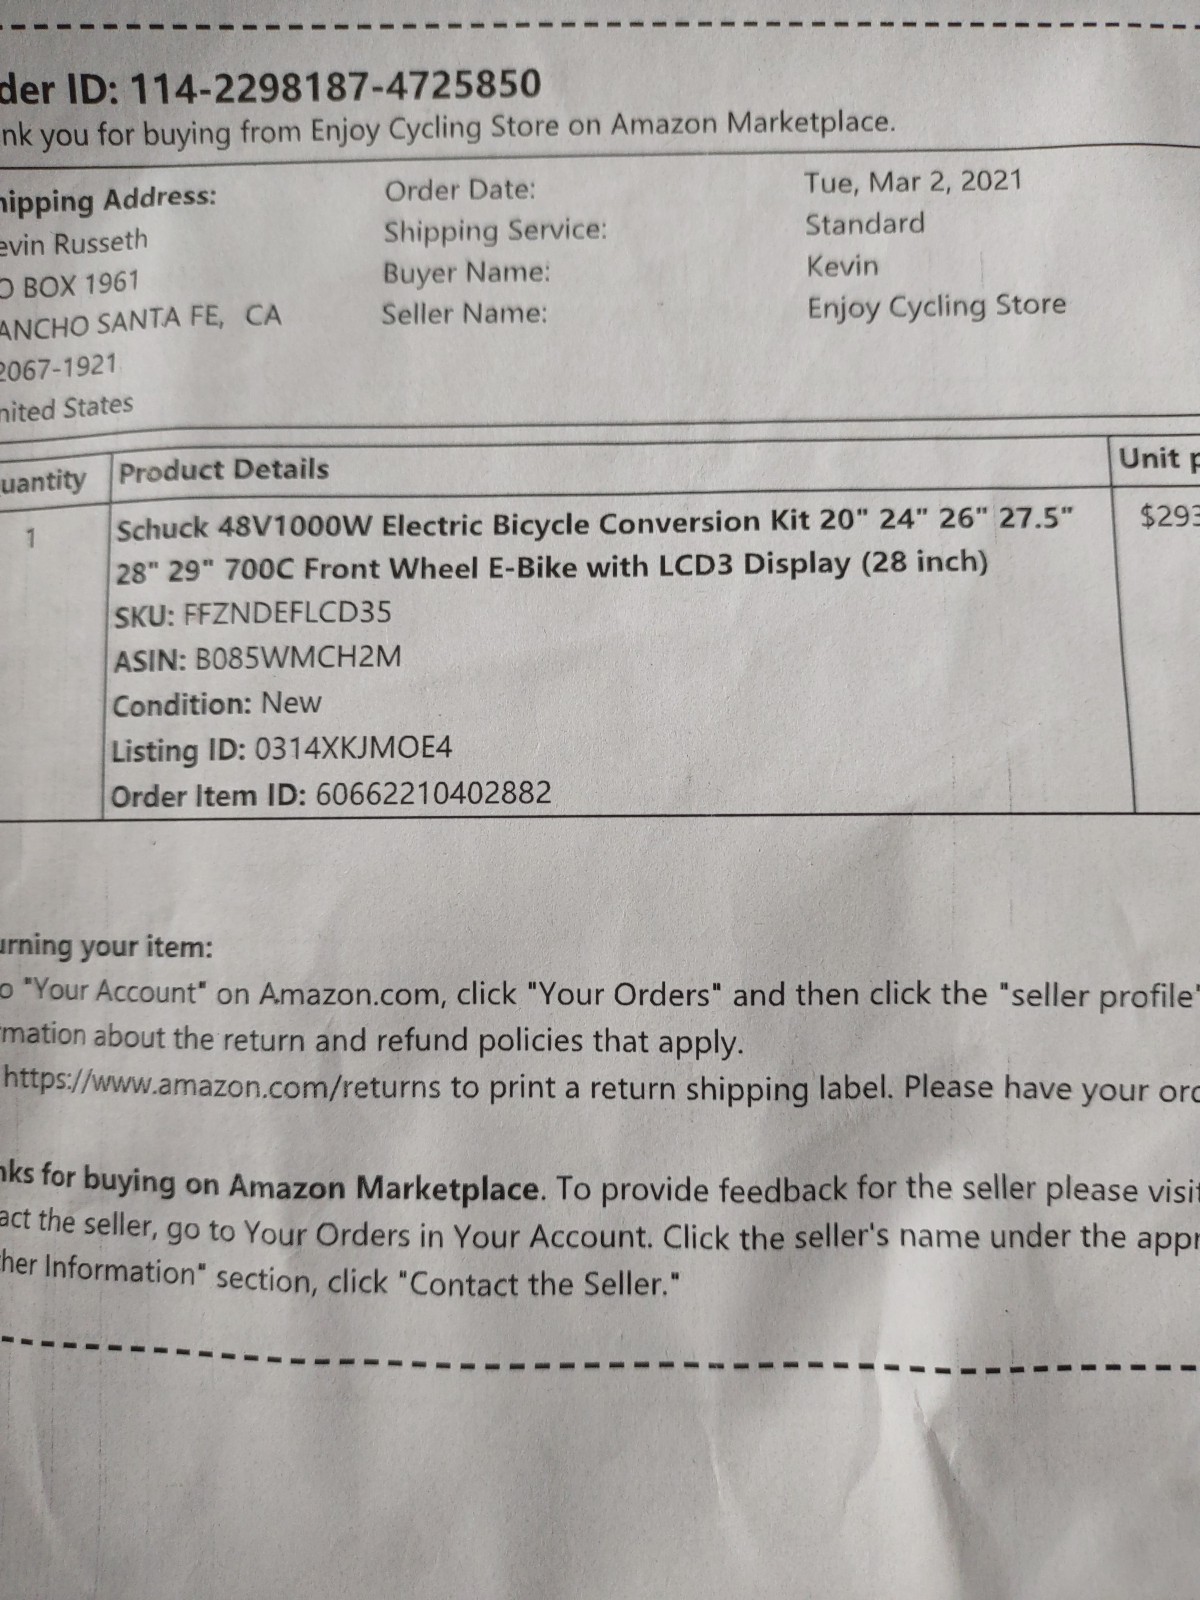 der ID: 114-2298187-4725850
nk you for buying from Enjoy Cycling Store on Amazon Marketplace.
hipping Address:
evin Russeth
O BOX 1961
ANCHO SANTA FE, CA
2067-1921
nited States
Order Date:
Shipping Service:
Buyer Name:
Seller Name:
Tue, Mar 2, 2021
Standard
Kevin
Enjoy Cycling Store
uantity Product Details Unit p
1 Schuck 48V1000W Electric Bicycle Conversion Kit 20" 24" 26" 27.5" $293
28" 29" 700C Front Wheel E-Bike with LCD3 Display (28 inch)
SKU: FFZNDEFLCD35
ASIN: B085WMCH2M
Condition: New
Listing ID: 0314XKJMOE4
Order Item ID: 60662210402882
urning your item:
o "Your Account" on Amazon.com, click "Your Orders" and then click the "seller profile"
rmation about the return and refund policies that apply.
https://www.amazon.com/returns to print a return shipping label. Please have your ord
nks for buying on Amazon Marketplace. To provide feedback for the seller please visit
act the seller, go to Your Orders in Your Account. Click the seller's name under the appr
her Information" section, click "Contact the Seller."